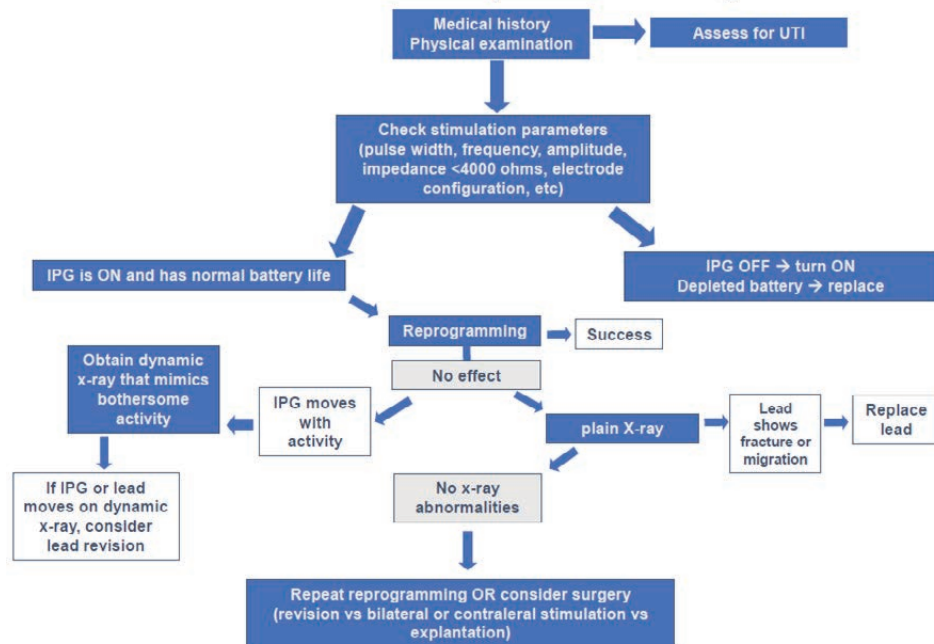 Medical history
Physical examination
Assess for UTI
Check stimulation parameters
(pulse width, frequency, amplitude,
impedance <4000 ohms, electrode
configuration, etc)
IPG is ON and has normal battery life
IPG OFF → turn ON
Depleted battery → replace
Reprogramming
Success
No effect
Obtain dynamic
x-ray that mimics
bothersome
activity
IPG moves
with
activity
plain X-ray
Lead
shows
fracture or
migration
Replace
lead
If IPG or lead
moves on dynamic
x-ray, consider
lead revision
No x-ray
abnormalities
Repeat reprogramming OR consider surgery
(revision vs bilateral or contraleral stimulation vs
explantation)